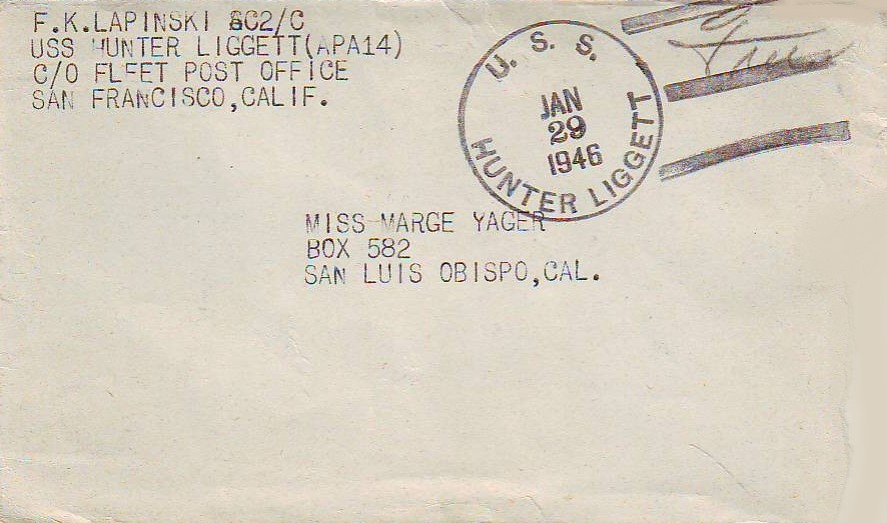 F.K.LAPINSKI SC2/C
USS HUNTER LIGGETT(APA14)
C/O FLEET POST OFFICE
SAN FRANCISCO,CALIF.
U. S. S.
JAN
29
1946
HUNTER LIGGETT
Free
MISS MARGE YAGER
BOX 582
SAN LUIS OBISPO,CAL.